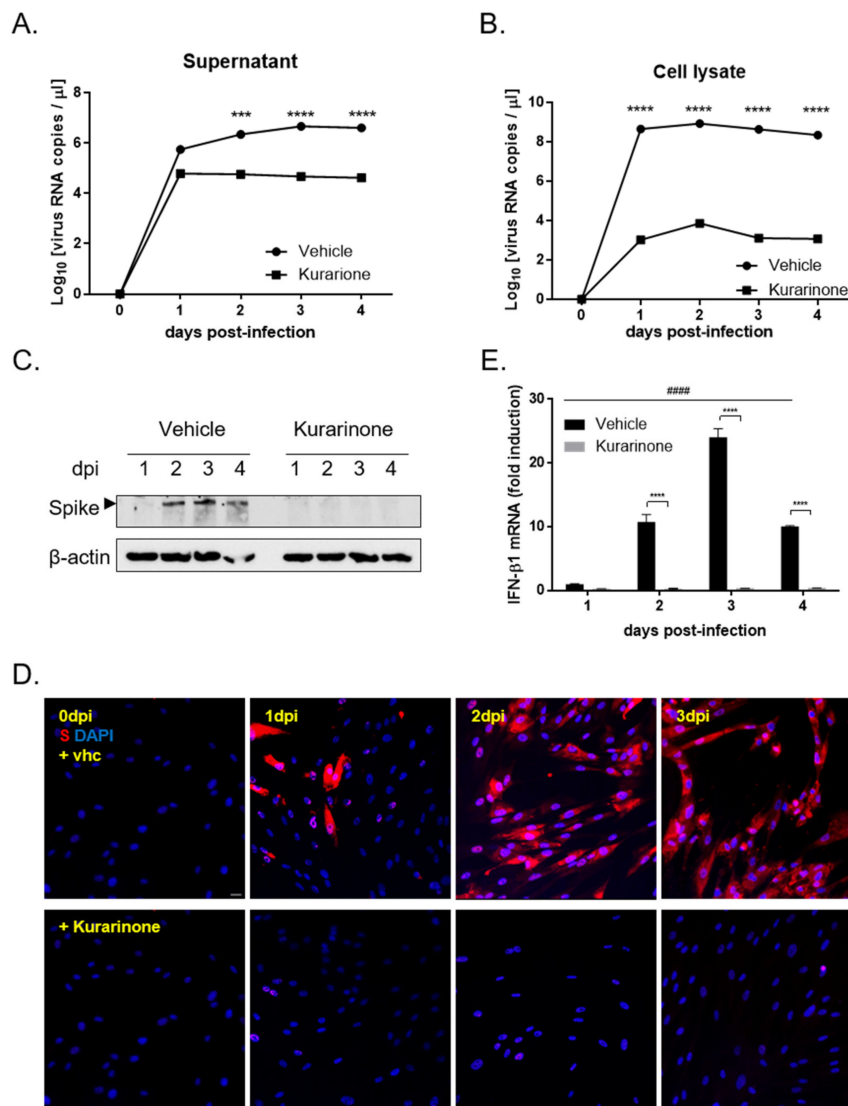 A.
Supernatant
Log10 [virus RNA copies / µl]
8
6
4
2
0
***
****
****
Vehicle
Kurarione
0 1 2 3 4
days post-infection
B.
Cell lysate
Log10 [virus RNA copies / µl]
10
8
6
4
2
0
****
****
****
****
Vehicle
Kurarinone
0 1 2 3 4
days post-infection
C.
Vehicle Kurarinone
dpi 1 2 3 4 1 2 3 4
Spike
β-actin
E.
IFN-β1 mRNA (fold induction)
30
20
10
0
####
Vehicle
Kurarinone
****
****
****
1 2 3 4
days post-infection
D.
0dpi
S DAPI
+ vhc
1dpi
2dpi
3dpi
+ Kurarinone